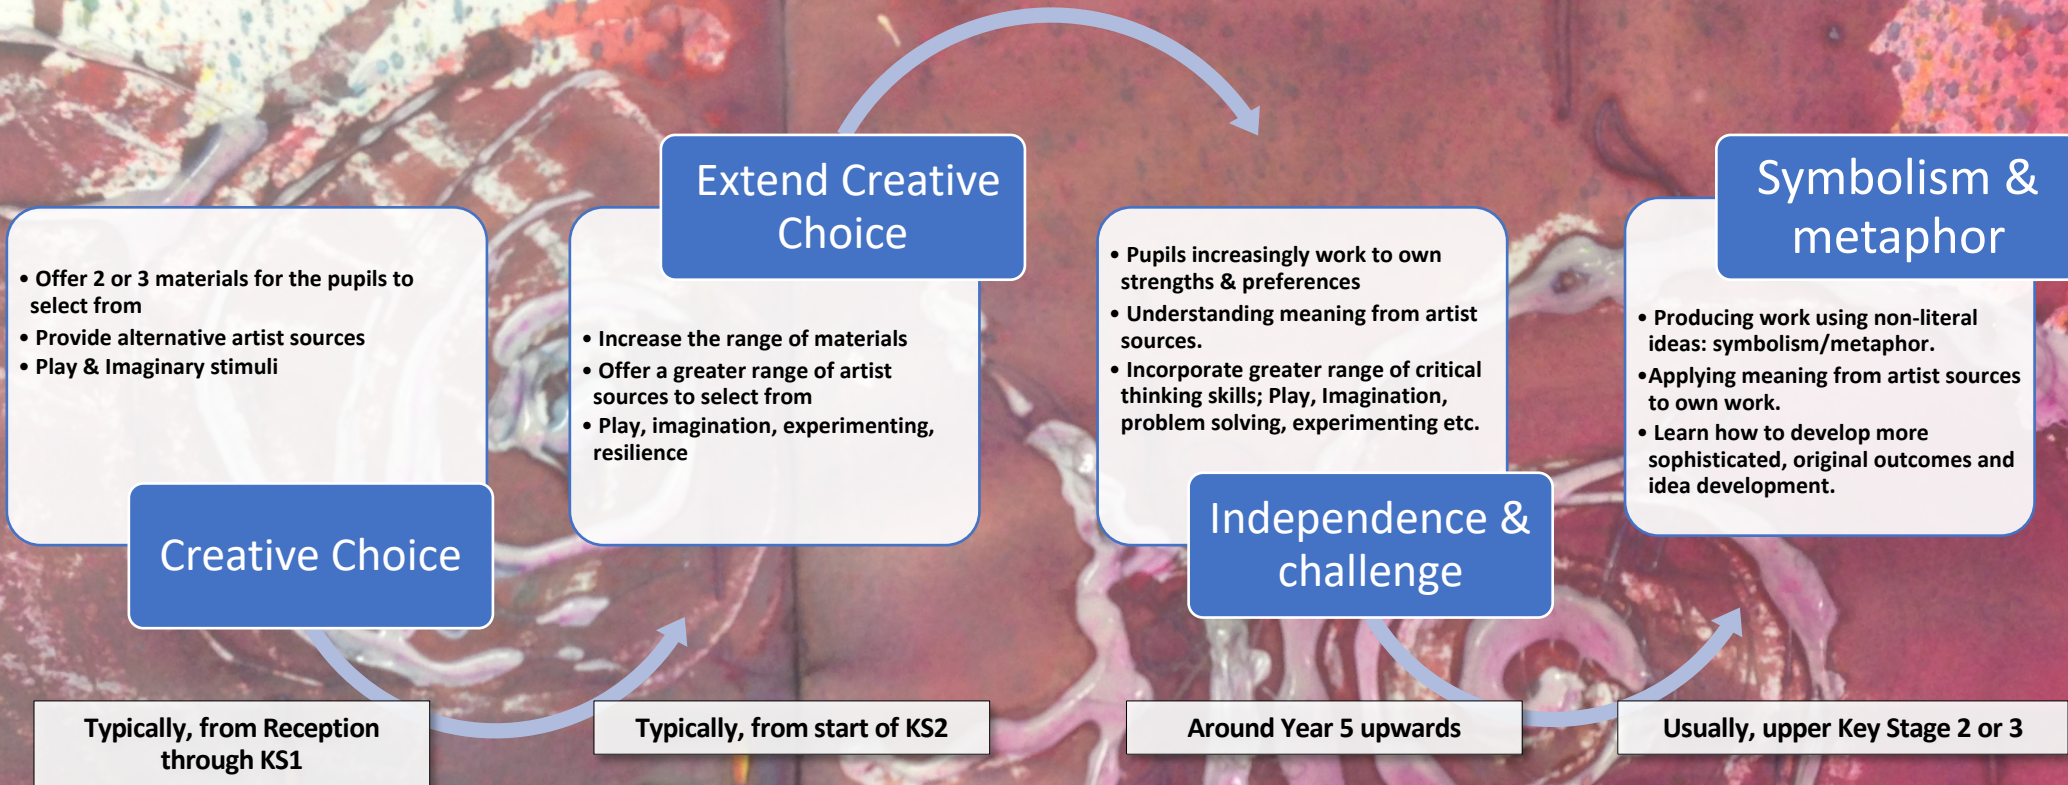 • Offer 2 or 3 materials for the pupils to
select from
• Provide alternative artist sources
• Play & Imaginary stimuli
Creative Choice
Typically, from Reception
through KS1
Extend Creative
Choice
• Increase the range of materials
• Offer a greater range of artist
sources to select from
• Play, imagination, experimenting,
resilience
Typically, from start of KS2
• Pupils increasingly work to own
strengths & preferences
• Understanding meaning from artist
sources.
• Incorporate greater range of critical
thinking skills; Play, Imagination,
problem solving, experimenting etc.
Independence &
challenge
Around Year 5 upwards
Symbolism &
metaphor
• Producing work using non-literal
ideas: symbolism/metaphor.
•Applying meaning from artist sources
to own work.
• Learn how to develop more
sophisticated, original outcomes and
idea development.
Usually, upper Key Stage 2 or 3